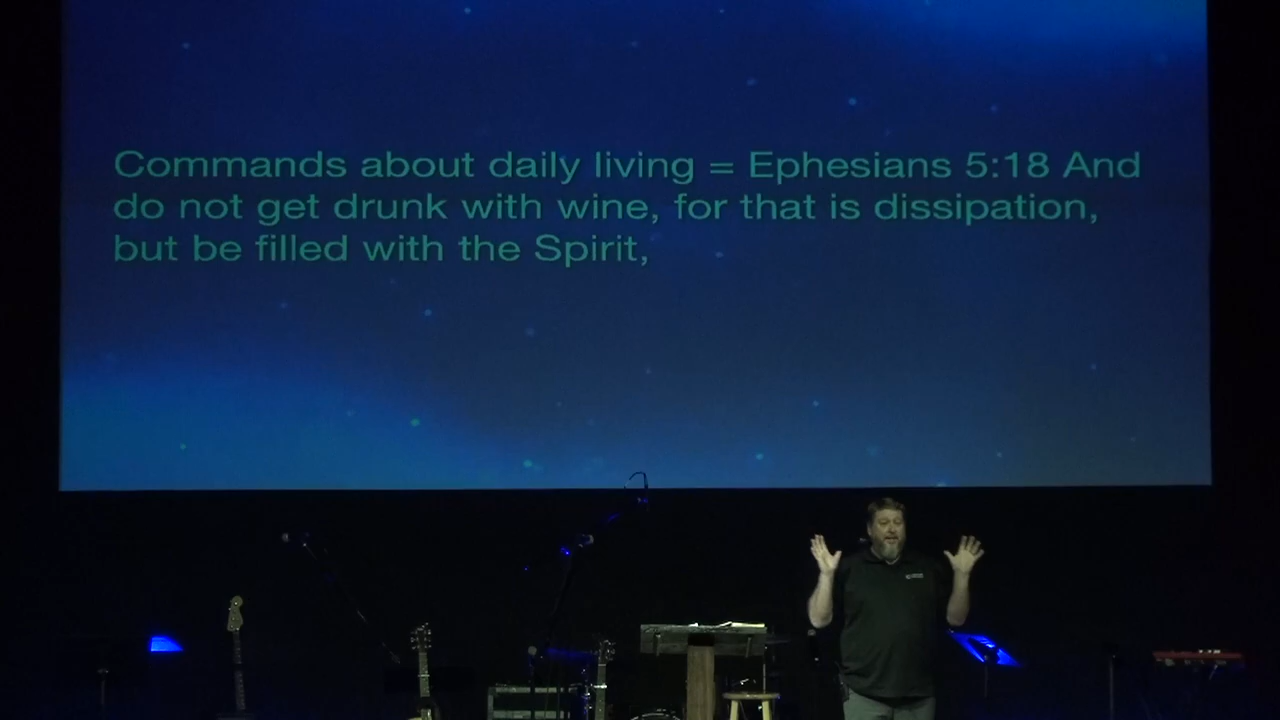 Commands about daily living = Ephesians 5:18 And
do not get drunk with wine, for that is dissipation,
but be filled with the Spirit,